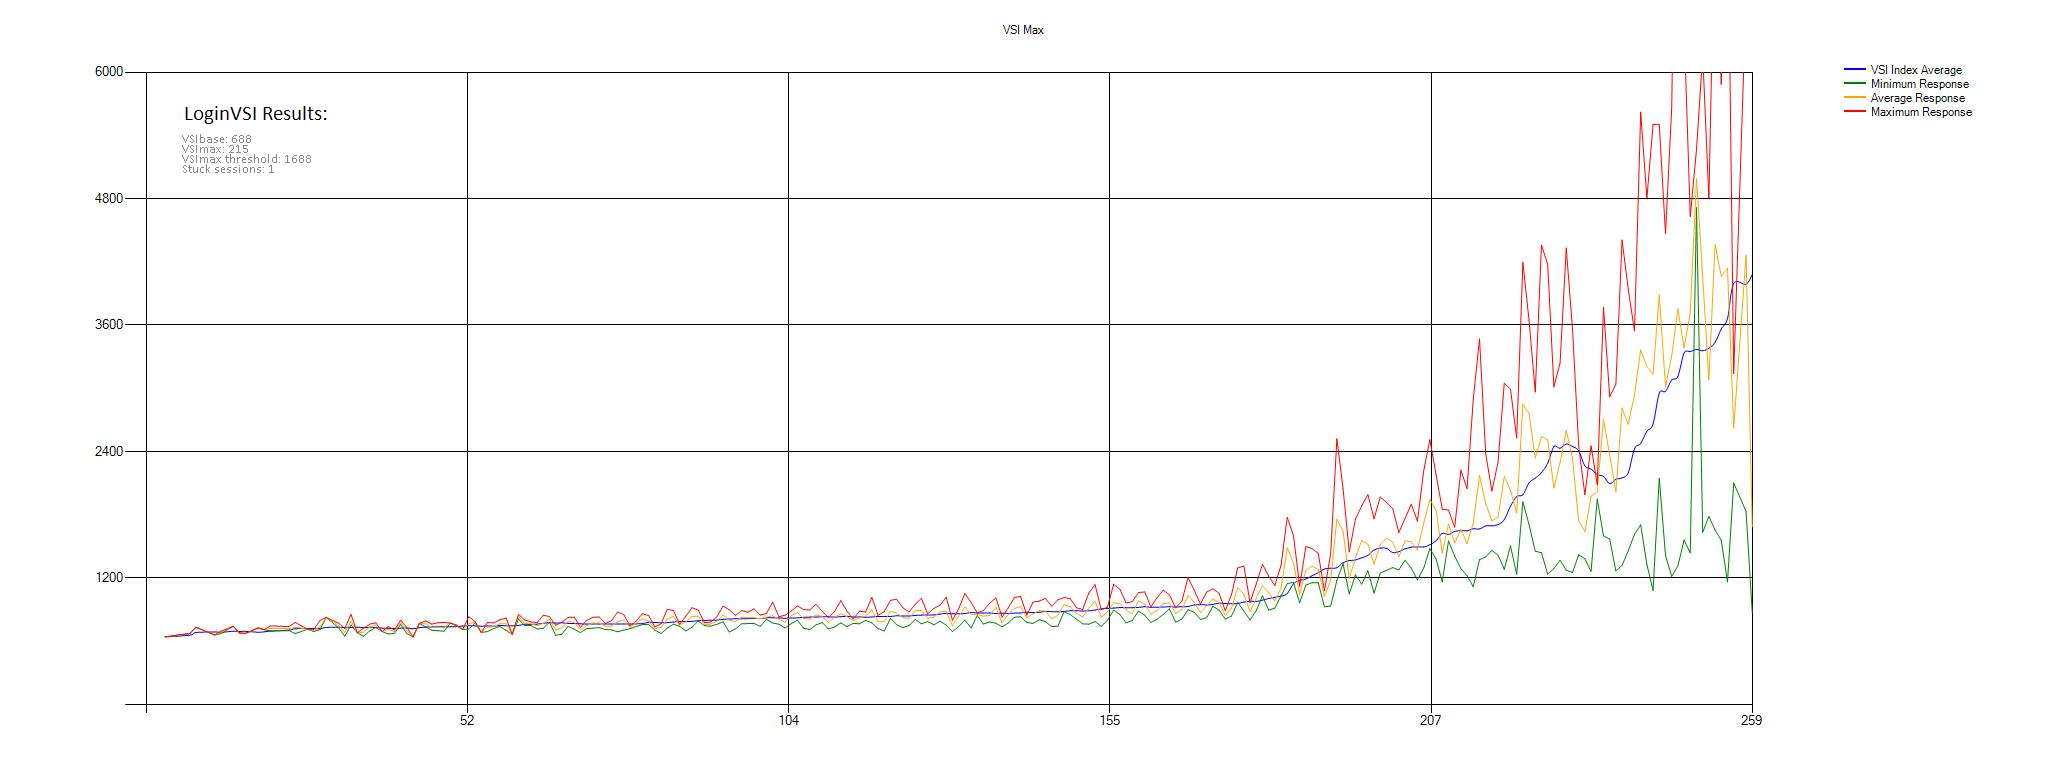 VSI Max
6000
4800
3600
2400
1200
LoginVSI Results:
VSIbase: 688
VSImax: 215
VSImax threshold: 1688
Stuck sessions: 1
VSI Index Average
Minimum Response
Average Response
Maximum Response
52
104
155
207
259